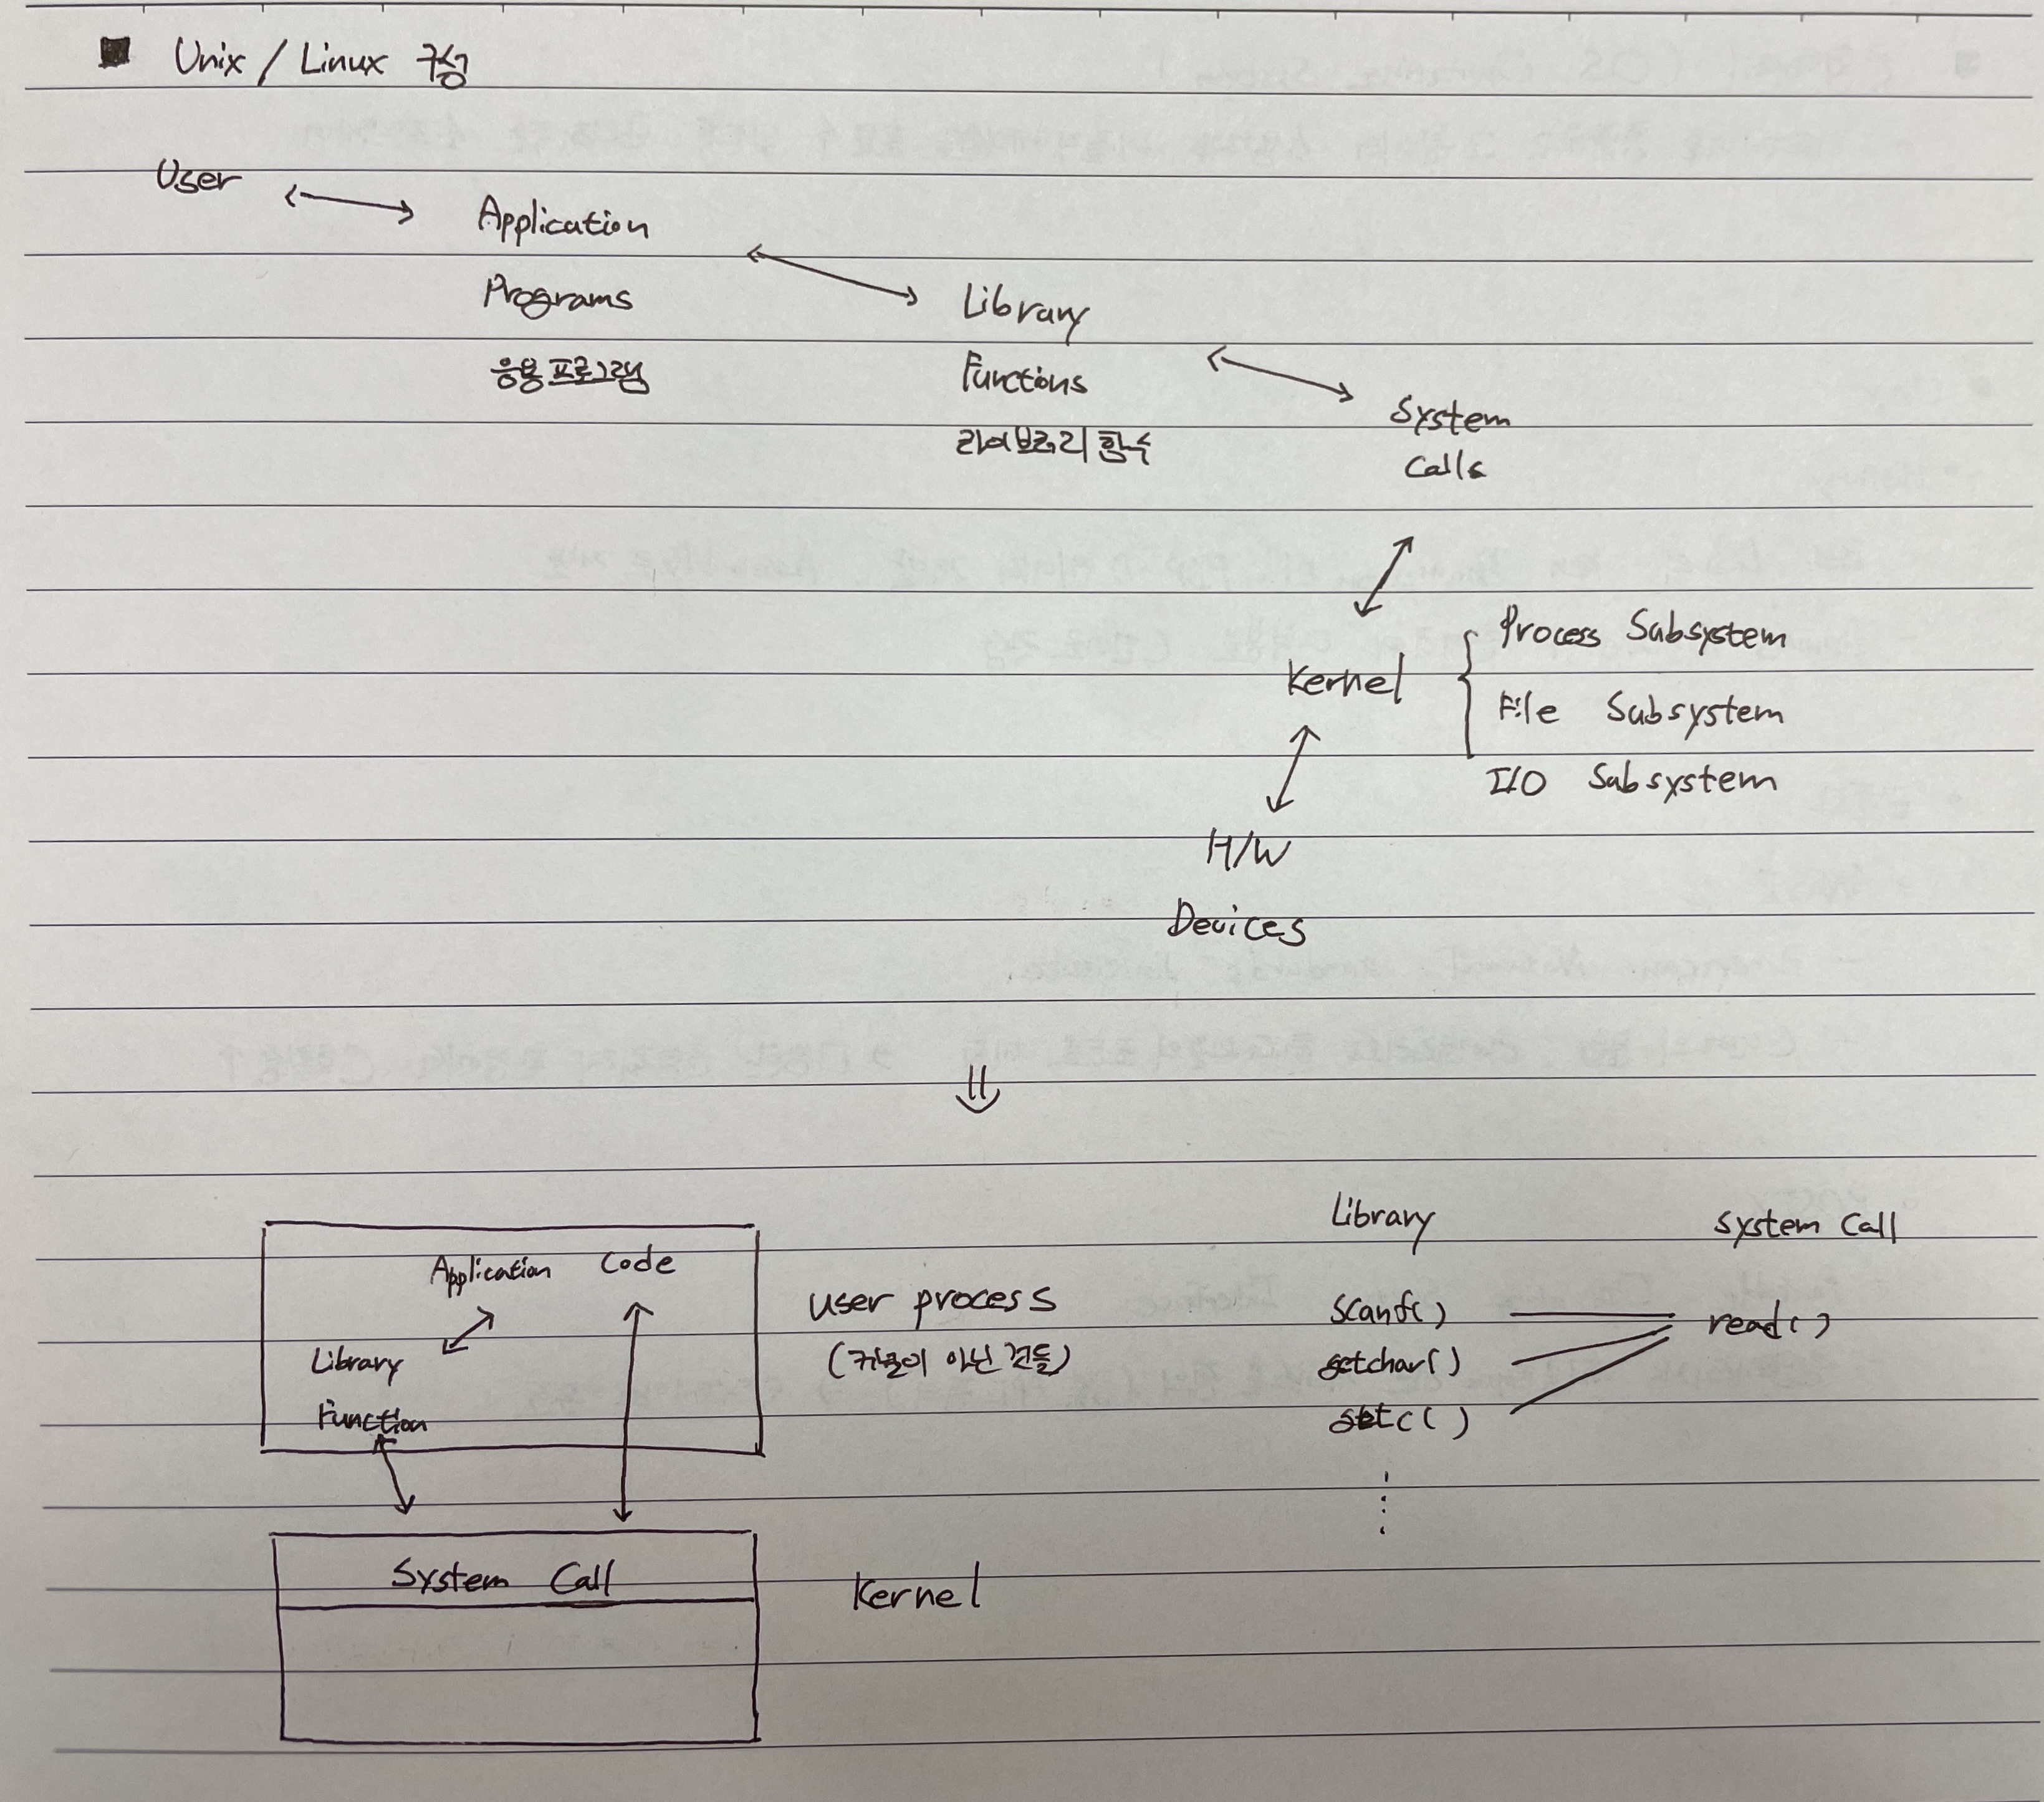 ■ Unix / Linux 구성
User
Application
Programs
응용프로그램
Library
Functions
라이브러리 함수
System
Calls
Kernel
Process Subsystem
File Subsystem
I/O Subsystem
H/W
Devices
Application Code
Library
Function
user process
(커널이 아닌 것들)
System Call
Kernel
Library
System Call
scanf()
read()
getchar()
getc()